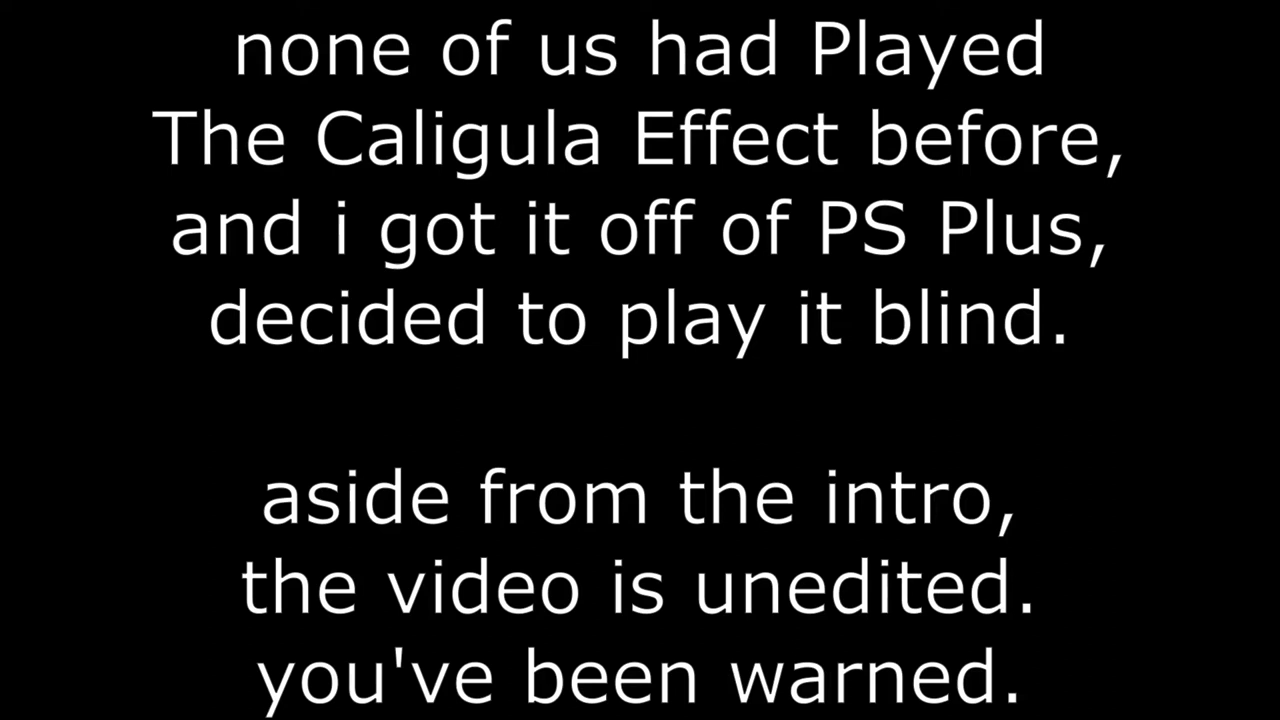 none of us had Played
The Caligula Effect before,
and i got it off of PS Plus,
decided to play it blind.
aside from the intro,
the video is unedited.
you've been warned.